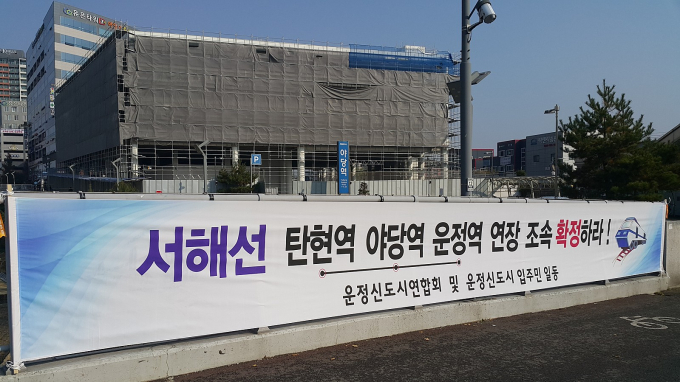 P
야당역
서해선 탄현역 야당역 운정역 연장 조속 확정하라!
운정신도시연합회 및 운정신도시 입주민 일동